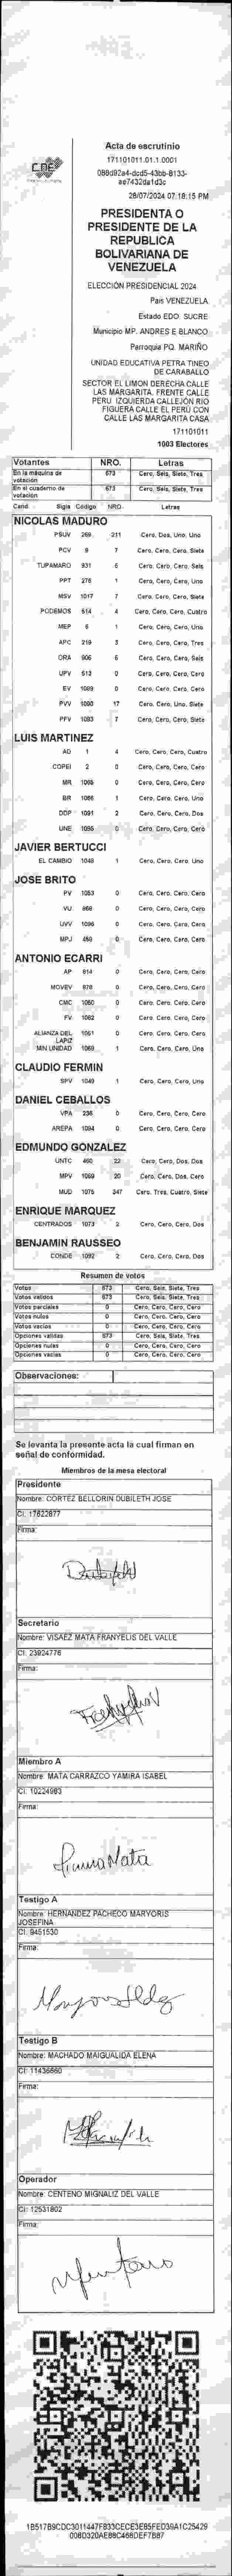 CNE
Acta de escrutinio
171101011.01.1.0001
088d92a4-dcd5-43bb-8133-
ae7432da1d3c
28/07/2024 07:18:15 PM
PRESIDENTA O
PRESIDENTE DE LA
REPUBLICA
BOLIVARIANA DE
VENEZUELA
ELECCIÓN PRESIDENCIAL 2024
País VENEZUELA
Estado EDO. SUCRE
Municipio MP. ANDRES E BLANCO
Parroquia PQ. MARIÑO
UNIDAD EDUCATIVA PETRA TINEO
DE CARABALLO
SECTOR EL LIMON DERECHA CALLE
LAS MARGARITA. FRENTE CALLE
PERU IZQUIERDA CALLEJON RIO
FIGUERA CALLE EL PERÚ CON
CALLE LAS MARGARITA CASA
171101011
1003 Electores
Votantes NRO. Letras
En la máquina de votación 673 Cero, Seis, Siete, Tres
En el cuaderno de votación 673 Cero, Seis, Siete, Tres
Cand. Sigla Código NRO. Letras
NICOLAS MADURO
PSUV 269 211 Cero, Dos, Uno, Uno
PCV 9 7 Cero, Cero, Cero, Siete
TUPAMARO 931 6 Cero, Cero, Cero, Seis
PPT 276 1 Cero, Cero, Cero, Uno
MSV 1017 7 Cero, Cero, Cero, Siete
PODEMOS 514 4 Cero, Cero, Cero, Cuatro
MEP 6 1 Cero, Cero, Cero, Uno
APC 219 3 Cero, Cero, Cero, Tres
ORA 906 6 Cero, Cero, Cero, Seis
UPV 613 0 Cero, Cero, Cero, Cero
EV 1089 0 Cero, Cero, Cero, Cero
PVV 1090 17 Cero, Cero, Uno, Siete
PFV 1093 7 Cero, Cero, Cero, Siete
LUIS MARTINEZ
AD 1 4 Cero, Cero, Cero, Cuatro
COPEI 2 0 Cero, Cero, Cero, Cero
MR 1065 0 Cero, Cero, Cero, Cero
BR 1066 1 Cero, Cero, Cero, Uno
DDP 1091 2 Cero, Cero, Cero, Dos
UNE 1095 0 Cero, Cero, Cero, Cero
JAVIER BERTUCCI
EL CAMBIO 1048 1 Cero, Cero, Cero, Uno
JOSE BRITO
PV 1053 0 Cero, Cero, Cero, Cero
VU 868 0 Cero, Cero, Cero, Cero
UVV 1096 0 Cero, Cero, Cero, Cero
MPJ 459 0 Cero, Cero, Cero, Cero
ANTONIO ECARRI
AP 814 0 Cero, Cero, Cero, Cero
MOVEV 878 0 Cero, Cero, Cero, Cero
CMC 1050 0 Cero, Cero, Cero, Cero
FV 1062 0 Cero, Cero, Cero, Cero
ALIANZA DEL LAPIZ 1061 0 Cero, Cero, Cero, Cero
MIN UNIDAD 1069 1 Cero, Cero, Cero, Uno
CLAUDIO FERMIN
SPV 1049 1 Cero, Cero, Cero, Uno
DANIEL CEBALLOS
VPA 236 0 Cero, Cero, Cero, Cero
AREPA 1094 0 Cero, Cero, Cero, Cero
EDMUNDO GONZALEZ
UNTC 460 22 Cero, Cero, Dos, Dos
MPV 1059 20 Cero, Cero, Dos, Cero
MUD 1075 347 Cero, Tres, Cuatro, Siete
ENRIQUE MARQUEZ
CENTRADOS 1073 2 Cero, Cero, Cero, Dos
BENJAMIN RAUSSEO
CONDE 1092 2 Cero, Cero, Cero, Dos
Resumen de votos
Votos 673 Cero, Seis, Siete, Tres
Votos validos 673 Cero, Seis, Siete, Tres
Votos parciales 0 Cero, Cero, Cero, Cero
Votos nulos 0 Cero, Cero, Cero, Cero
Votos vacios 0 Cero, Cero, Cero, Cero
Opciones validas 673 Cero, Seis, Siete, Tres
Opciones nulas 0 Cero, Cero, Cero, Cero
Opciones vacias 0 Cero, Cero, Cero, Cero
Observaciones:
Se levanta la presente acta la cual firman en
señal de conformidad.
Miembros de la mesa electoral
Presidente
Nombre: CORTEZ BELLORIN DUBILETH JOSE
CI: 17622877
Firma:
Secretario
Nombre: VISAEZ MATA FRANYELIS DEL VALLE
CI: 23924776
Firma:
Miembro A
Nombre: MATA CARRAZCO YAMIRA ISABEL
CI: 10224983
Firma:
Testigo A
Nombre: HERNANDEZ PACHECO MARYORIS
JOSEFINA
CI: 9451530
Firma:
Testigo B
Nombre: MACHADO MAIGUALIDA ELENA
CI: 11436660
Firma:
Operador
Nombre: CENTENO MIGNALIZ DEL VALLE
CI: 12531802
Firma:
1B517B9CDC3011447F833CECE3E85FED39A1C25429
008D320AE88C468DEF7B87